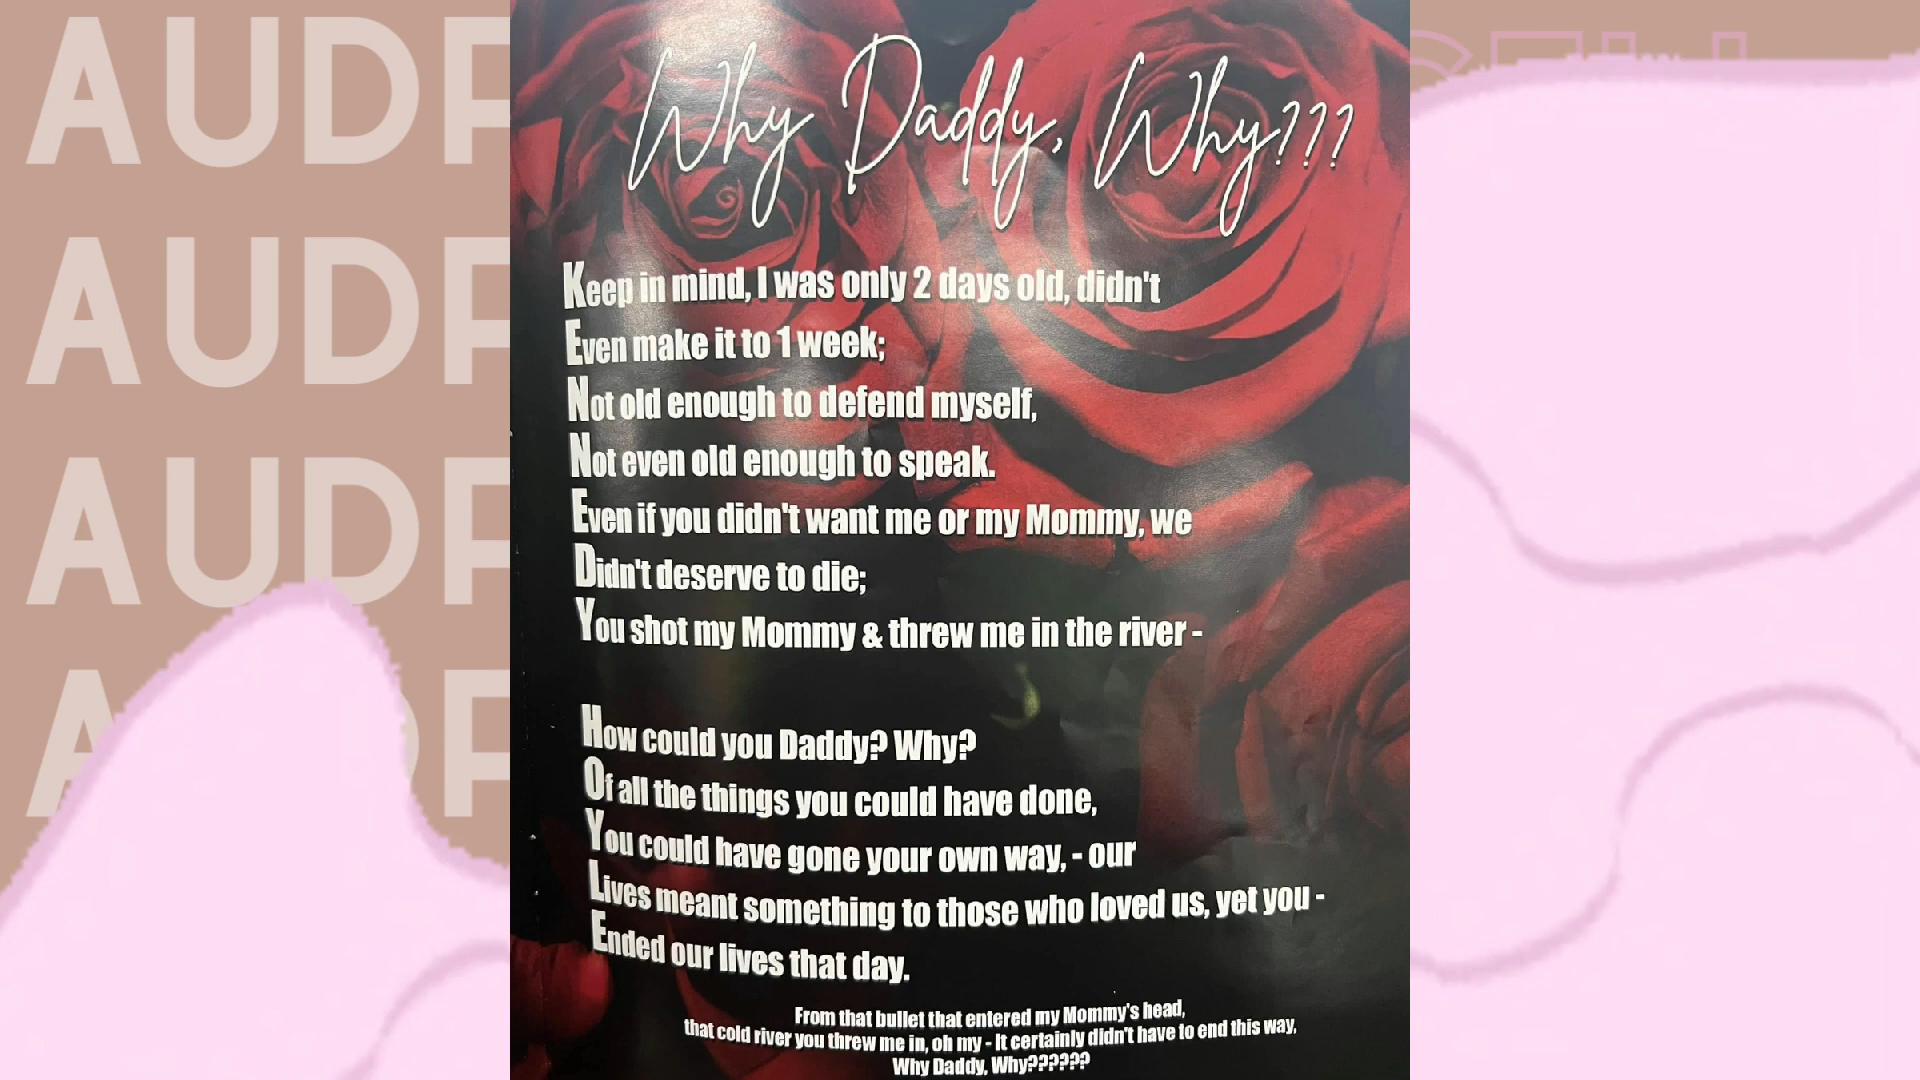 Why Daddy, Why???
Keep in mind, I was only 2 days old, didn't
Even make it to 1 week;
Not old enough to defend myself,
Not even old enough to speak.
Even if you didn't want me or my Mommy, we
Didn't deserve to die;
You shot my Mommy & threw me in the river -
How could you Daddy? Why?
Of all the things you could have done,
You could have gone your own way, - our
Lives meant something to those who loved us, yet you -
Ended our lives that day.
From that bullet that entered my Mommy's head,
that cold river you threw me in, oh my - It certainly didn't have to end this way,
Why Daddy, Why??????